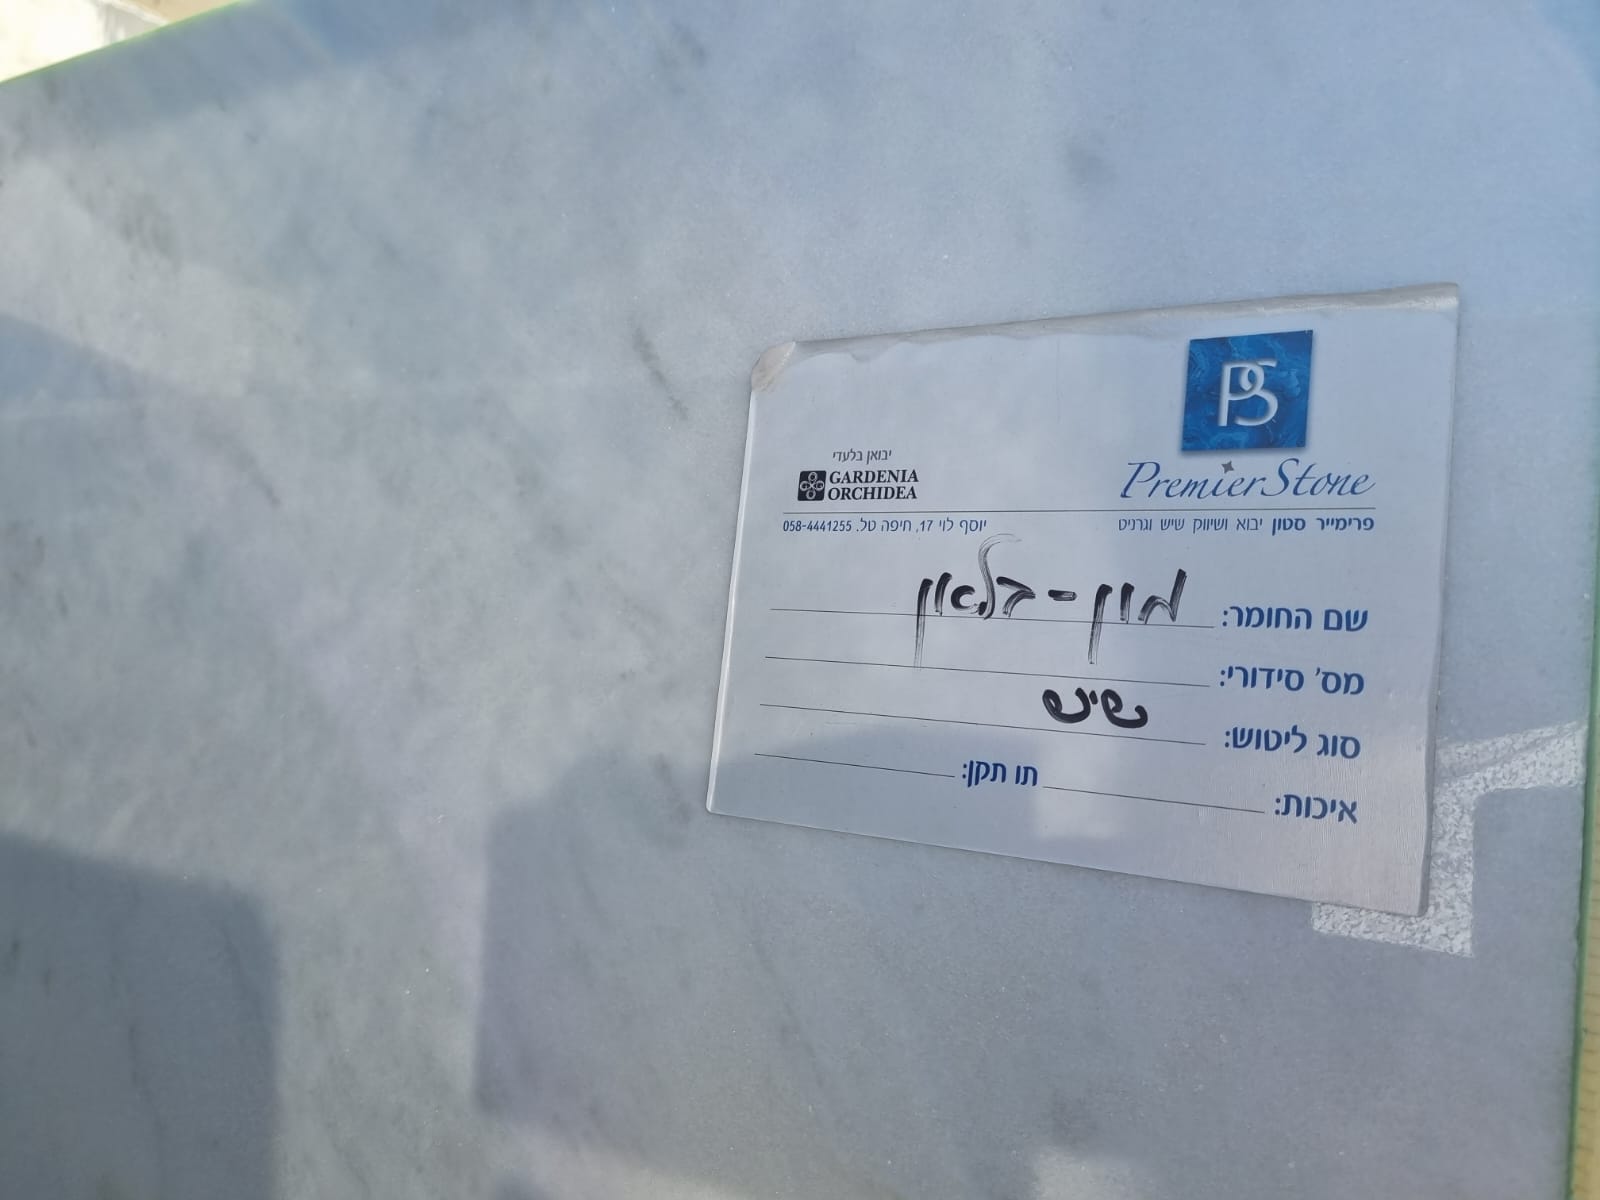 PS
PremierStone
יבואן בלעדי
GARDENIA
ORCHIDEA
פרימייר סטון יבוא ושיווק שיש וגרניט
יוסף לוי 17, חיפה טל. 058-4441255
שם החומר: מון-בלאון
מס' סידורי:
סוג ליטוש: שיש
איכות: תו תקן: